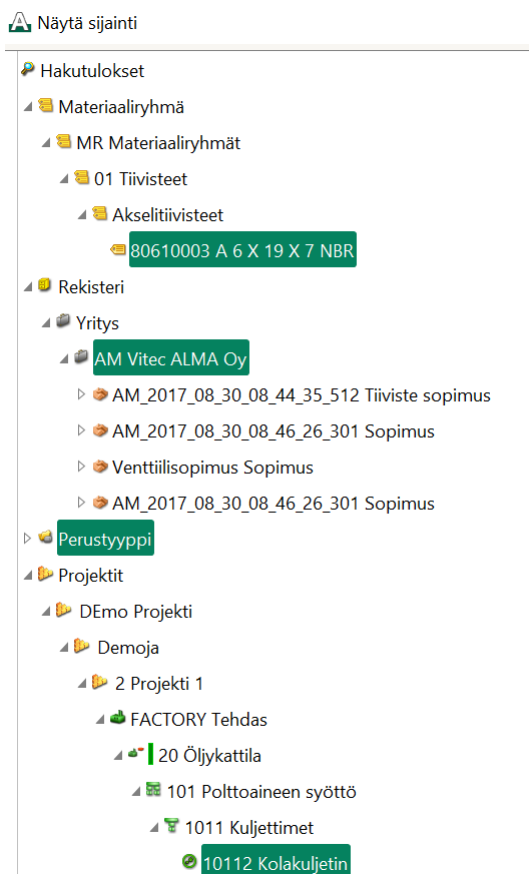 Näytä sijainti
Hakutulokset
Materiaaliryhmä
MR Materiaaliryhmät
01 Tiivisteet
Akselitiivisteet
80610003 A 6 X 19 X 7 NBR
Rekisteri
Yritys
AM Vitec ALMA Oy
AM_2017_08_30_08_44_35_512 Tiiviste sopimus
AM_2017_08_30_08_46_26_301 Sopimus
Venttiilisopimus Sopimus
AM_2017_08_30_08_46_26_301 Sopimus
Perustyyppi
Projektit
DEmo Projekti
Demoja
2 Projekti 1
FACTORY Tehdas
20 Öljykattila
101 Polttoaineen syöttö
1011 Kuljettimet
10112 Kolakuljetin